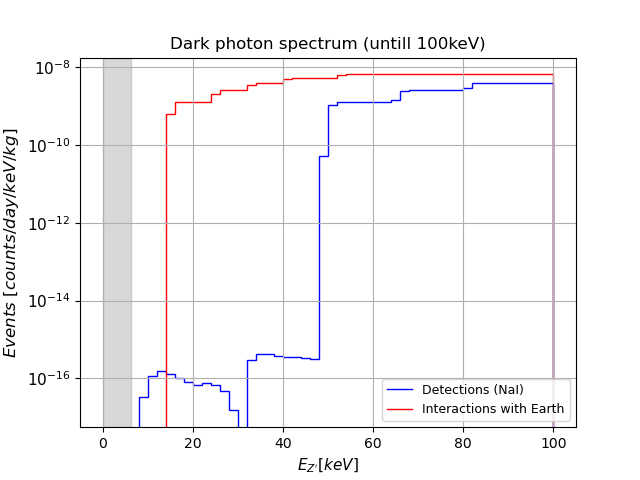 Dark photon spectrum (untill 100keV)
Events [counts/day/keV/kg]
10⁻⁸
10⁻¹⁰
10⁻¹²
10⁻¹⁴
10⁻¹⁶
Detections (NaI)
Interactions with Earth
0 20 40 60 80 100
E_Z′[keV]